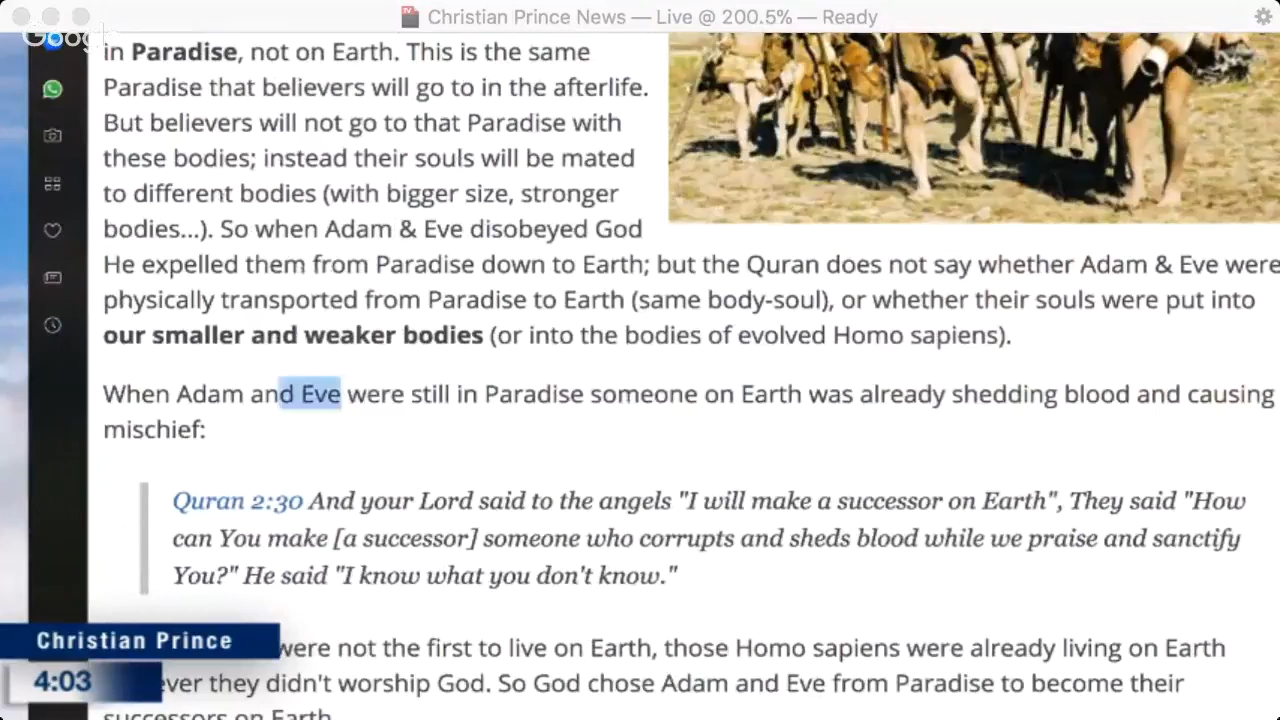 Christian Prince News — Live @ 200.5% — Ready
Google
in Paradise, not on Earth. This is the same
Paradise that believers will go to in the afterlife.
But believers will not go to that Paradise with
these bodies; instead their souls will be mated
to different bodies (with bigger size, stronger
bodies...). So when Adam & Eve disobeyed God
He expelled them from Paradise down to Earth; but the Quran does not say whether Adam & Eve were
physically transported from Paradise to Earth (same body-soul), or whether their souls were put into
our smaller and weaker bodies (or into the bodies of evolved Homo sapiens).
When Adam and Eve were still in Paradise someone on Earth was already shedding blood and causing
mischief:
Quran 2:30 And your Lord said to the angels "I will make a successor on Earth", They said "How
can You make [a successor] someone who corrupts and sheds blood while we praise and sanctify
You?" He said "I know what you don't know."
were not the first to live on Earth, those Homo sapiens were already living on Earth
ever they didn't worship God. So God chose Adam and Eve from Paradise to become their
successors on Earth.
Christian Prince
4:03